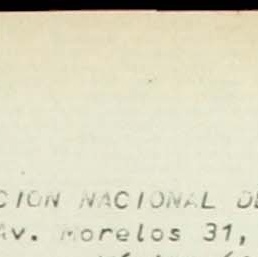 CION NACIONAL DE
Av. Morelos 31,